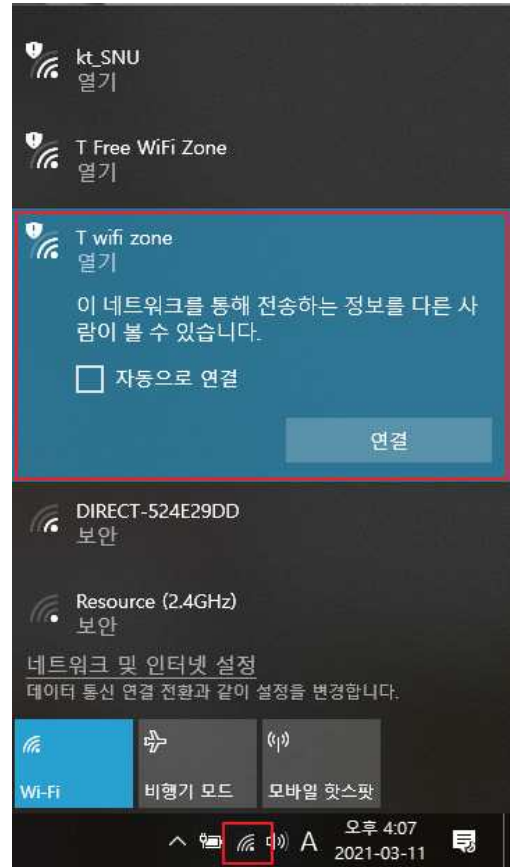 kt_SNU
열기
T Free WiFi Zone
열기
T wifi zone
열기
이 네트워크를 통해 전송하는 정보를 다른 사
람이 볼 수 있습니다.
자동으로 연결
연결
DIRECT-524E29DD
보안
Resource (2.4GHz)
보안
네트워크 및 인터넷 설정
데이터 통신 연결 전환과 같이 설정을 변경합니다.
Wi-Fi 비행기 모드 모바일 핫스팟
A 오후 4:07
2021-03-11